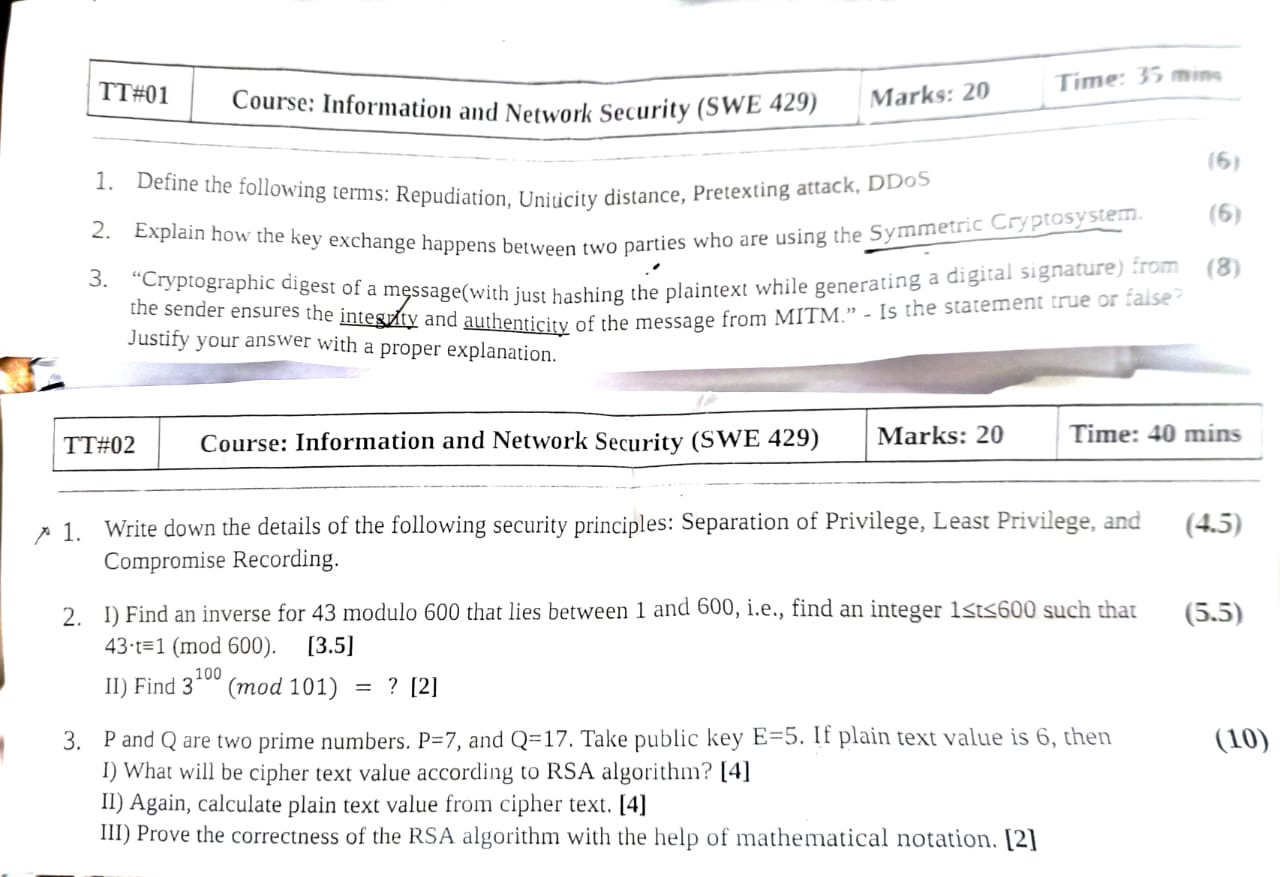 TT#01 Course: Information and Network Security (SWE 429) Marks: 20 Time: 35 mins
1. Define the following terms: Repudiation, Uniticity distance, Pretexting attack, DDoS (6)
2. Explain how the key exchange happens between two parties who are using the Symmetric Cryptosystem. (6)
3. “Cryptographic digest of a message(with just hashing the plaintext while generating a digital signature) from (8)
the sender ensures the integrity and authenticity of the message from MITM.” - Is the statement true or false?
Justify your answer with a proper explanation.
TT#02 Course: Information and Network Security (SWE 429) Marks: 20 Time: 40 mins
1. Write down the details of the following security principles: Separation of Privilege, Least Privilege, and (4.5)
Compromise Recording.
2. I) Find an inverse for 43 modulo 600 that lies between 1 and 600, i.e., find an integer 1≤t≤600 such that (5.5)
43·t≡1 (mod 600). [3.5]
II) Find 3^100 (mod 101) = ? [2]
3. P and Q are two prime numbers. P=7, and Q=17. Take public key E=5. If plain text value is 6, then (10)
I) What will be cipher text value according to RSA algorithm? [4]
II) Again, calculate plain text value from cipher text. [4]
III) Prove the correctness of the RSA algorithm with the help of mathematical notation. [2]